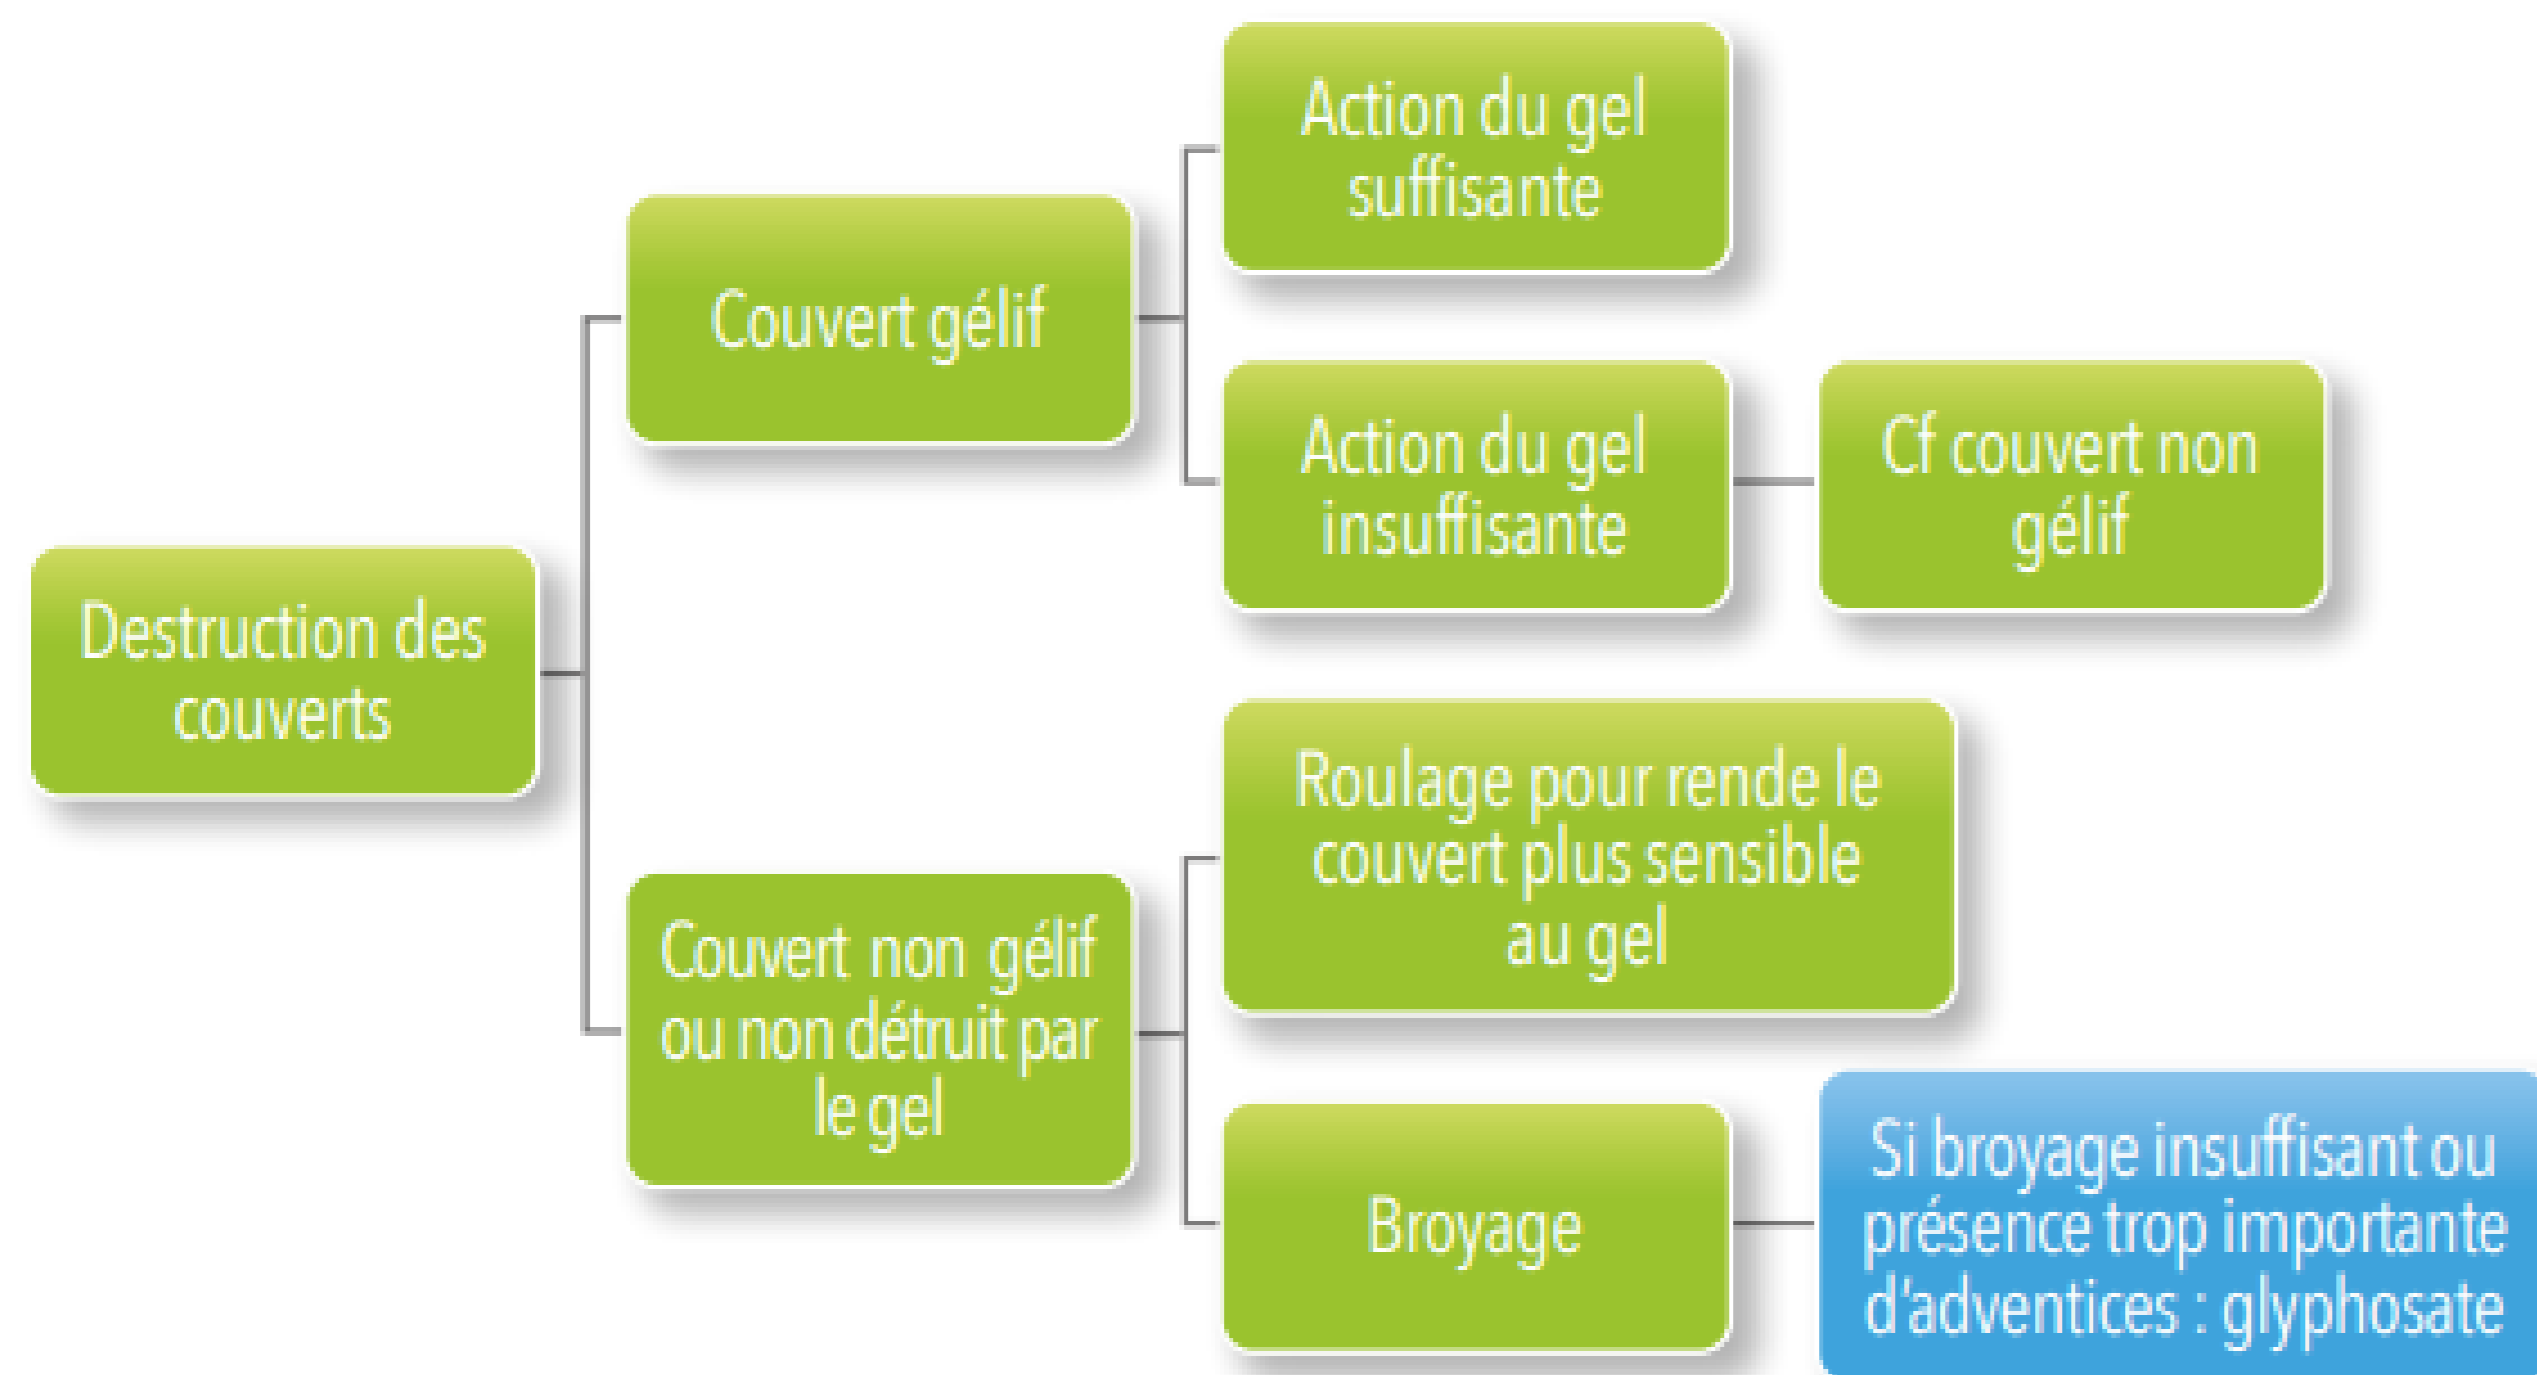 Destruction des
couverts
Couvert gélif
Action du gel
suffisante
Action du gel
insuffisante
Cf couvert non
gélif
Couvert non gélif
ou non détruit par
le gel
Roulage pour rende le
couvert plus sensible
au gel
Broyage
Si broyage insuffisant ou
présence trop importante
d'adventices : glyphosate